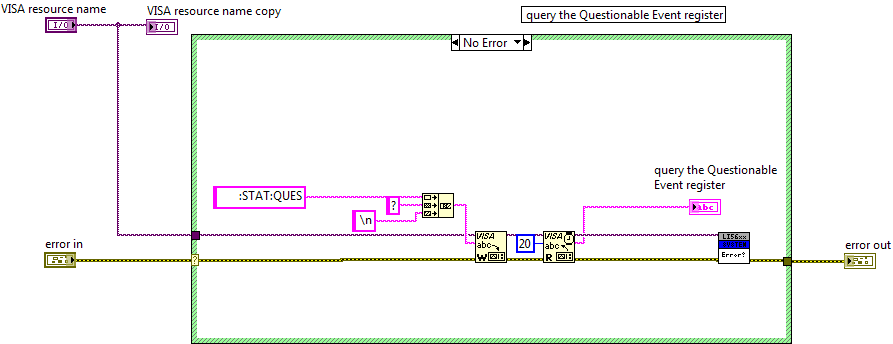 VISA resource name
VISA resource name copy
query the Questionable Event register
I/O
I/O
No Error
query the Questionable
Event register
:STAT:QUES
?
abc
\n
VISA
abc
W
20
VISA
abc
R
Error?
error in
?
error out